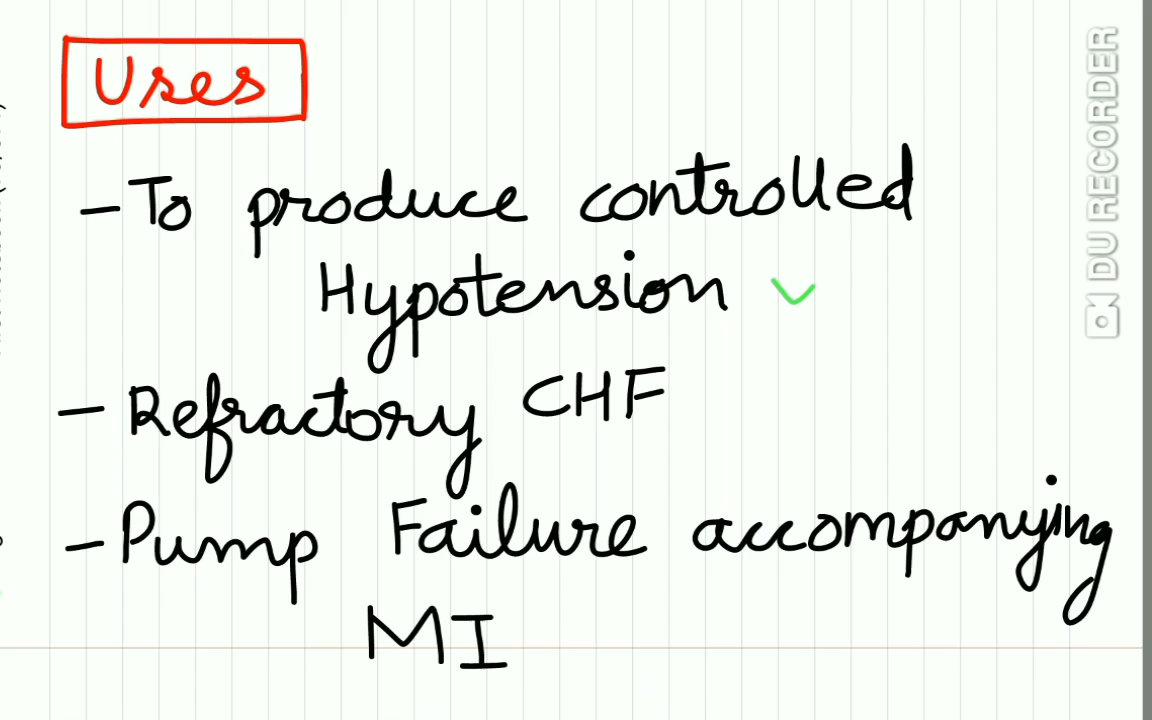 Uses
- To produce controlled
Hypotension
- Refractory CHF
- Pump Failure accompanying
MI
DU RECORDER